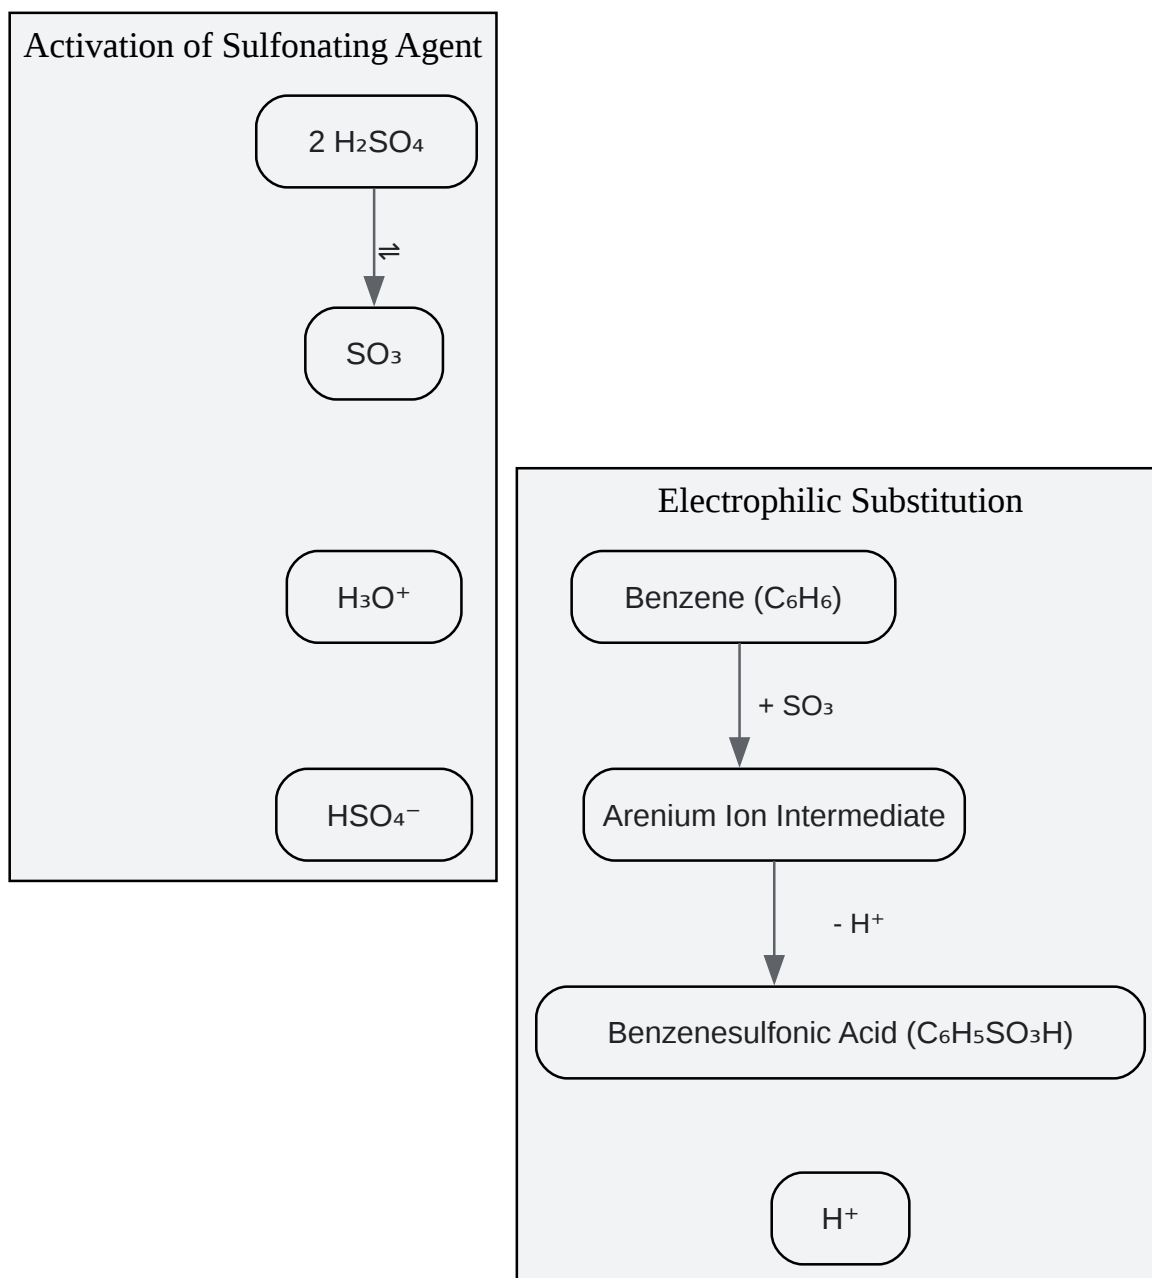 Activation of Sulfonating Agent
2 H₂SO₄
⇌
SO₃
H₃O⁺
HSO₄⁻
Electrophilic Substitution
Benzene (C₆H₆)
+ SO₃
Arenium Ion Intermediate
- H⁺
Benzenesulfonic Acid (C₆H₅SO₃H)
H⁺